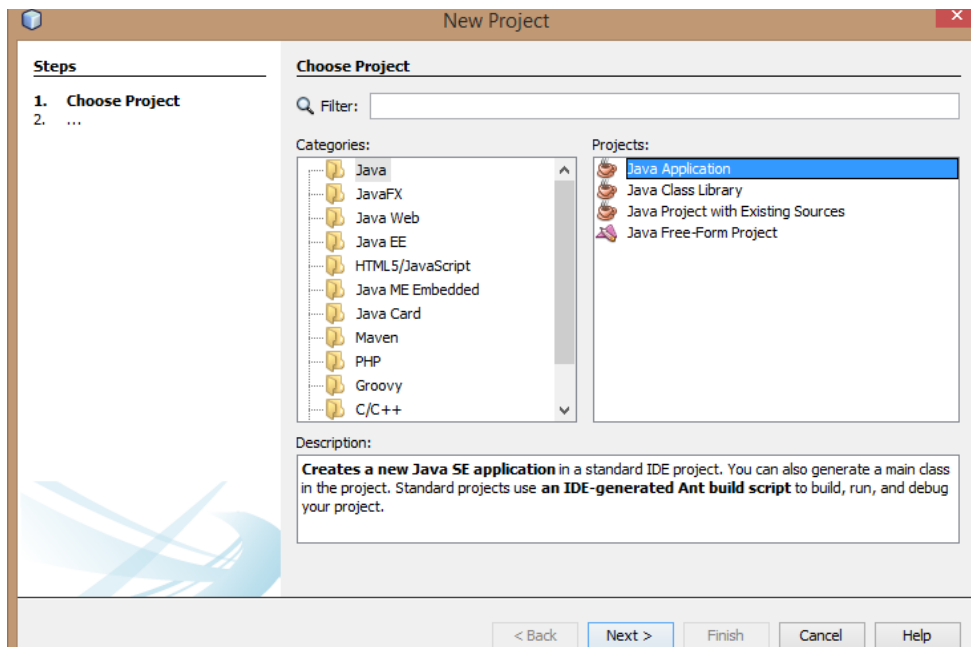 New Project
Steps
1. Choose Project
2. ...
Choose Project
Filter:
Categories:
Java
JavaFX
Java Web
Java EE
HTML5/JavaScript
Java ME Embedded
Java Card
Maven
PHP
Groovy
C/C++
Projects:
Java Application
Java Class Library
Java Project with Existing Sources
Java Free-Form Project
Description:
Creates a new Java SE application in a standard IDE project. You can also generate a main class
in the project. Standard projects use an IDE-generated Ant build script to build, run, and debug
your project.
< Back
Next >
Finish
Cancel
Help